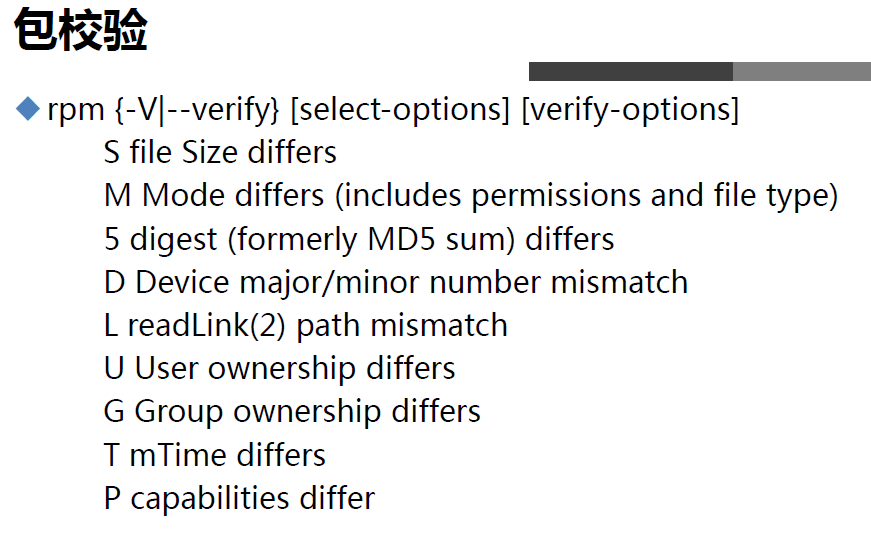 包校验
rpm {-V|--verify} [select-options] [verify-options]
S file Size differs
M Mode differs (includes permissions and file type)
5 digest (formerly MD5 sum) differs
D Device major/minor number mismatch
L readLink(2) path mismatch
U User ownership differs
G Group ownership differs
T mTime differs
P capabilities differ